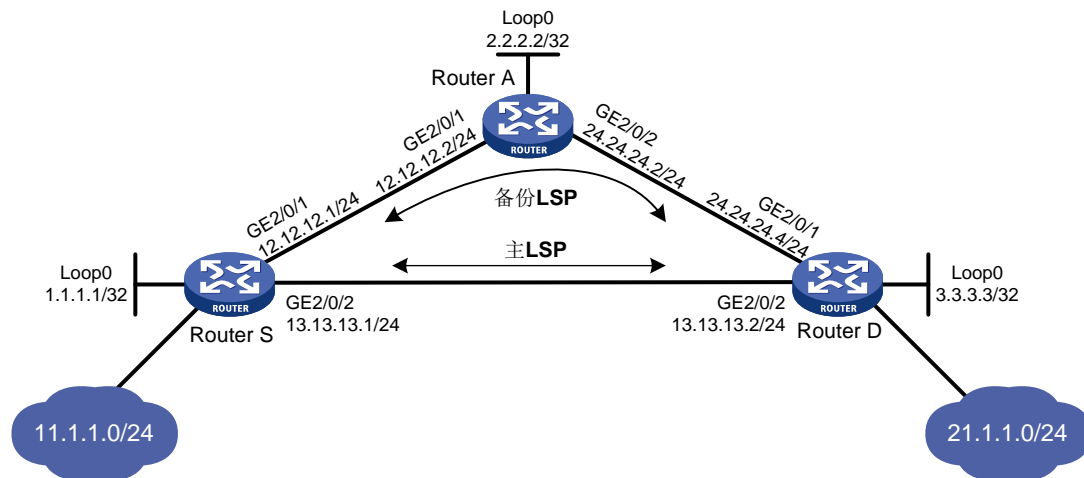 Loop0
2.2.2.2/32
Router A
ROUTER
GE2/0/1
12.12.12.2/24
GE2/0/2
24.24.24.2/24
备份LSP
GE2/0/1
12.12.12.1/24
GE2/0/1
24.24.24.4/24
主LSP
Loop0
1.1.1.1/32
ROUTER
Router S
GE2/0/2
13.13.13.1/24
GE2/0/2
13.13.13.2/24
ROUTER
Router D
Loop0
3.3.3.3/32
11.1.1.0/24
21.1.1.0/24